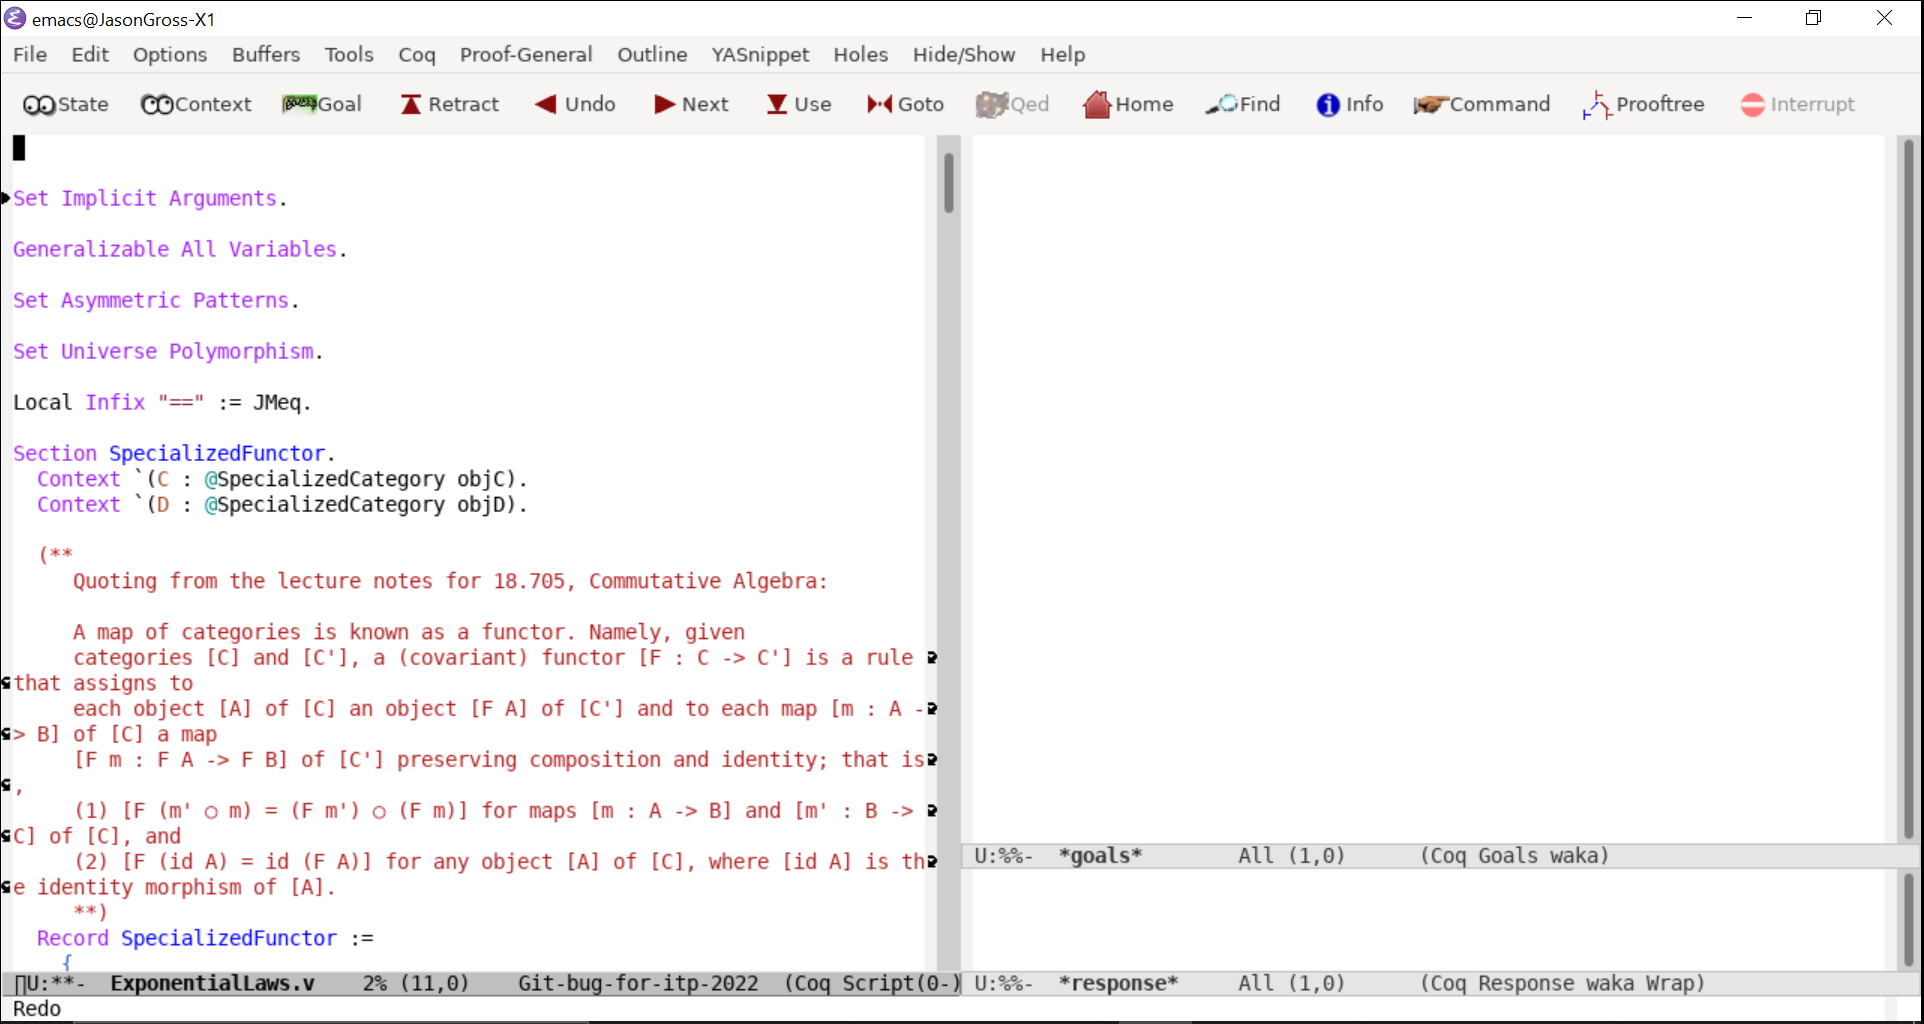 emacs@JasonGross-X1
File Edit Options Buffers Tools Coq Proof-General Outline YASnippet Holes Hide/Show Help
State Context Goal Retract Undo Next Use Goto Qed Home Find Info Command Prooftree Interrupt
Set Implicit Arguments.
Generalizable All Variables.
Set Asymmetric Patterns.
Set Universe Polymorphism.
Local Infix "==" := JMeq.
Section SpecializedFunctor.
Context `(C : @SpecializedCategory objC).
Context `(D : @SpecializedCategory objD).
(**
Quoting from the lecture notes for 18.705, Commutative Algebra:
A map of categories is known as a functor. Namely, given
categories [C] and [C'], a (covariant) functor [F : C -> C'] is a rule
that assigns to
each object [A] of [C] an object [F A] of [C'] and to each map [m : A -
> B] of [C] a map
[F m : F A -> F B] of [C'] preserving composition and identity; that is
,
(1) [F (m' ○ m) = (F m') ○ (F m)] for maps [m : A -> B] and [m' : B ->
C] of [C], and
(2) [F (id A) = id (F A)] for any object [A] of [C], where [id A] is th
e identity morphism of [A].
**)
Record SpecializedFunctor :=
{
U:**-  ExponentialLaws.v    2% (11,0)    Git-bug-for-itp-2022  (Coq Script(0-)
U:%%-  *goals*        All (1,0)      (Coq Goals waka)
U:%%-  *response*     All (1,0)      (Coq Response waka Wrap)
Redo